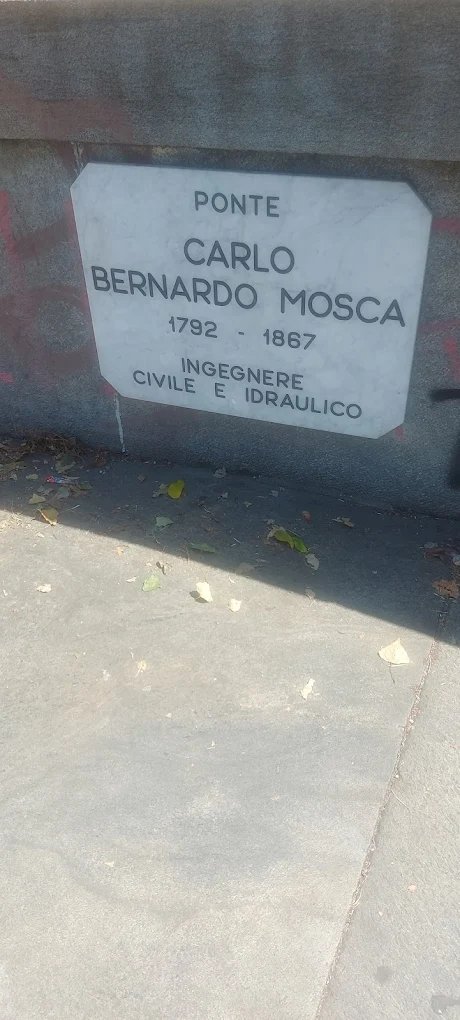 PONTE
CARLO
BERNARDO MOSCA
1792 - 1867
INGEGNERE
CIVILE E IDRAULICO